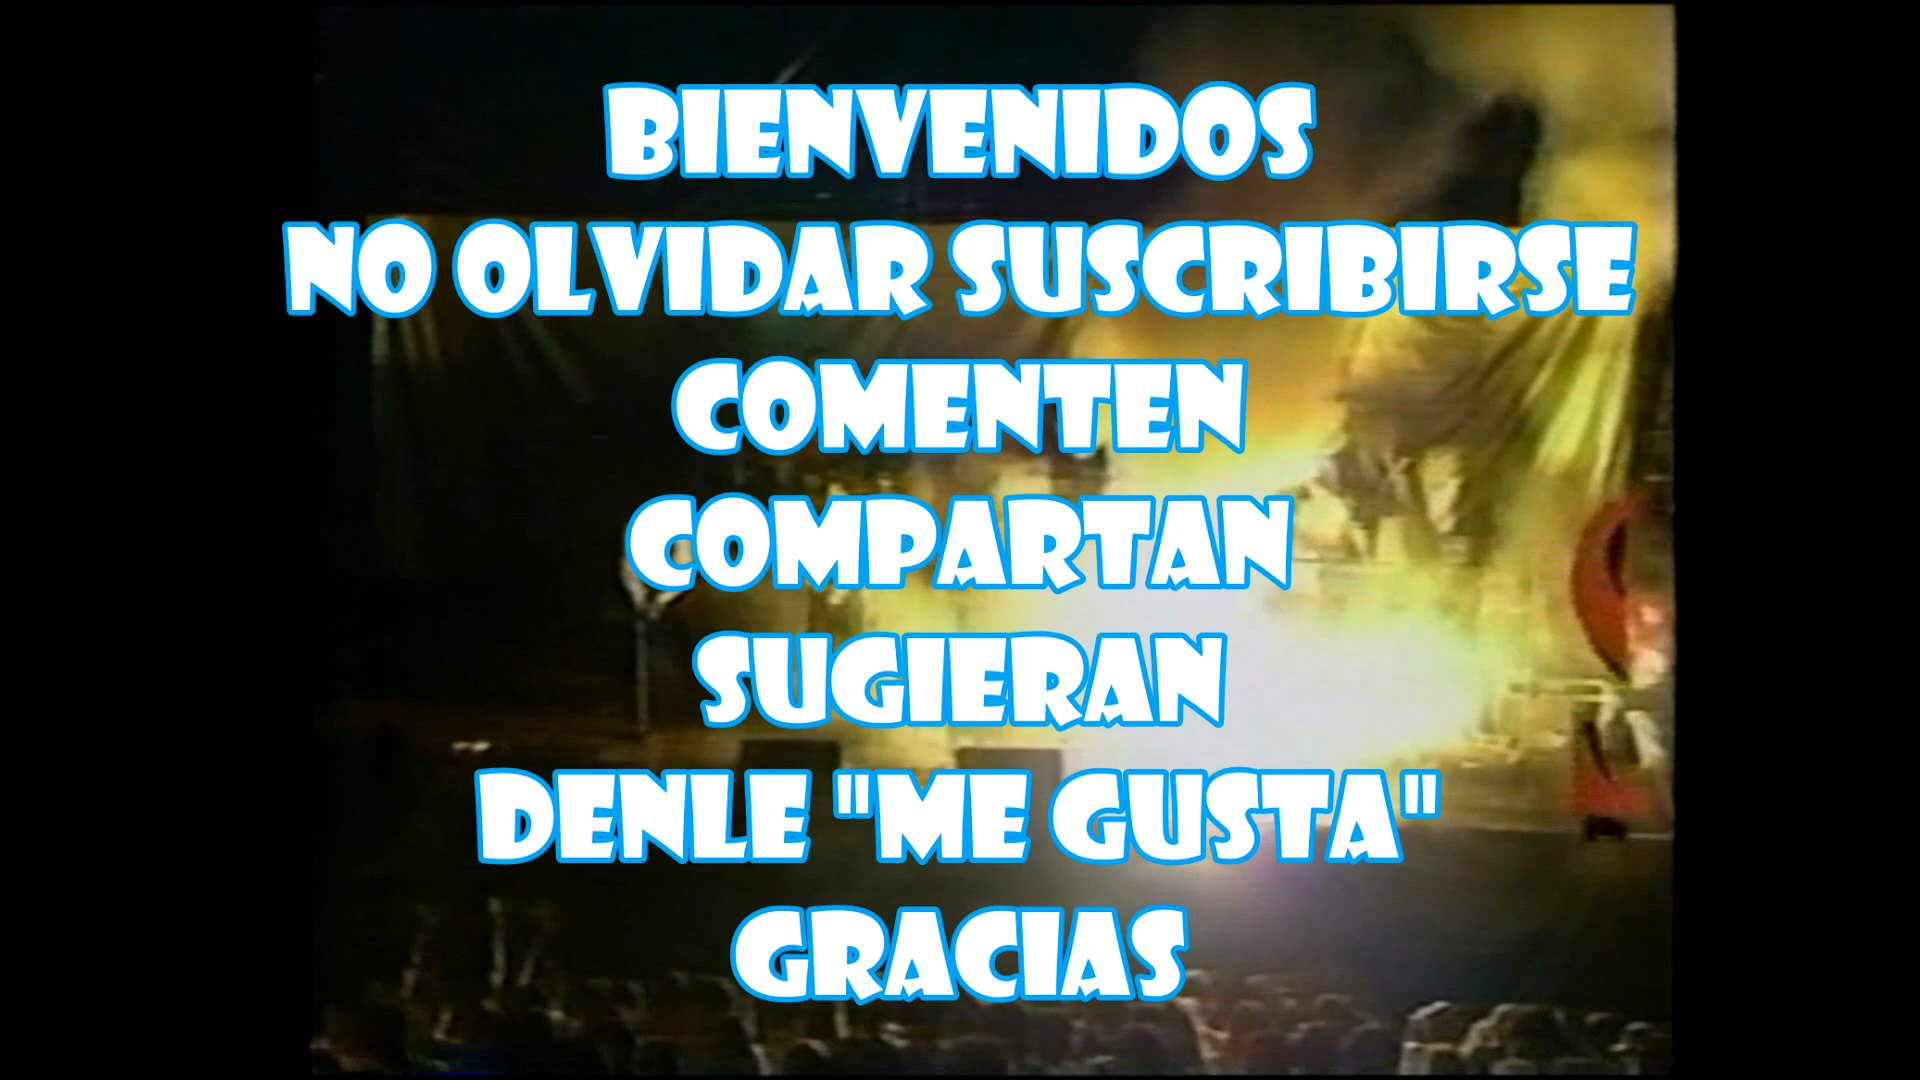 BIENVENIDOS
NO OLVIDAR SUSCRIBIRSE
COMENTEN
COMPARTAN
SUGIERAN
DENLE "ME GUSTA"
GRACIAS